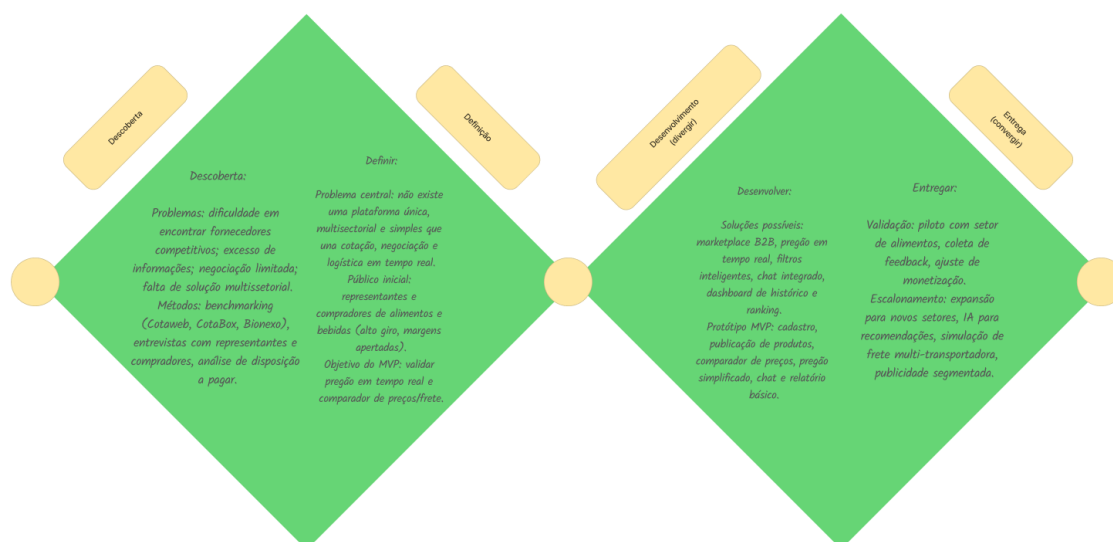 Descoberta
Descoberta:
Problemas: dificuldade em
encontrar fornecedores
competitivos; excesso de
informações; negociação limitada;
falta de solução multissetorial.
Métodos: benchmarking
(Cotaweb, CotaBox, Bionexo),
entrevistas com representantes e
compradores, análise de disposição
a pagar.
Definição
Definir:
Problema central: não existe
uma plataforma única,
multisectorial e simples que
una cotação, negociação e
logística em tempo real.
Público inicial:
representantes e
compradores de alimentos e
bebidas (alto giro, margens
apertadas).
Objetivo do MVP: validar
pregão em tempo real e
comparador de preços/frete.
Desenvolvimento
(divergir)
Desenvolver:
Soluções possíveis:
marketplace B2B, pregão em
tempo real, filtros
inteligentes, chat integrado,
dashboard de histórico e
ranking.
Protótipo MVP: cadastro,
publicação de produtos,
comparador de preços, pregão
simplificado, chat e relatório
básico.
Entrega
(convergir)
Entregar:
Validação: piloto com setor
de alimentos, coleta de
feedback, ajuste de
monetização.
Escalonamento: expansão
para novos setores, IA para
recomendações, simulação de
frete multi-transportadora,
publicidade segmentada.